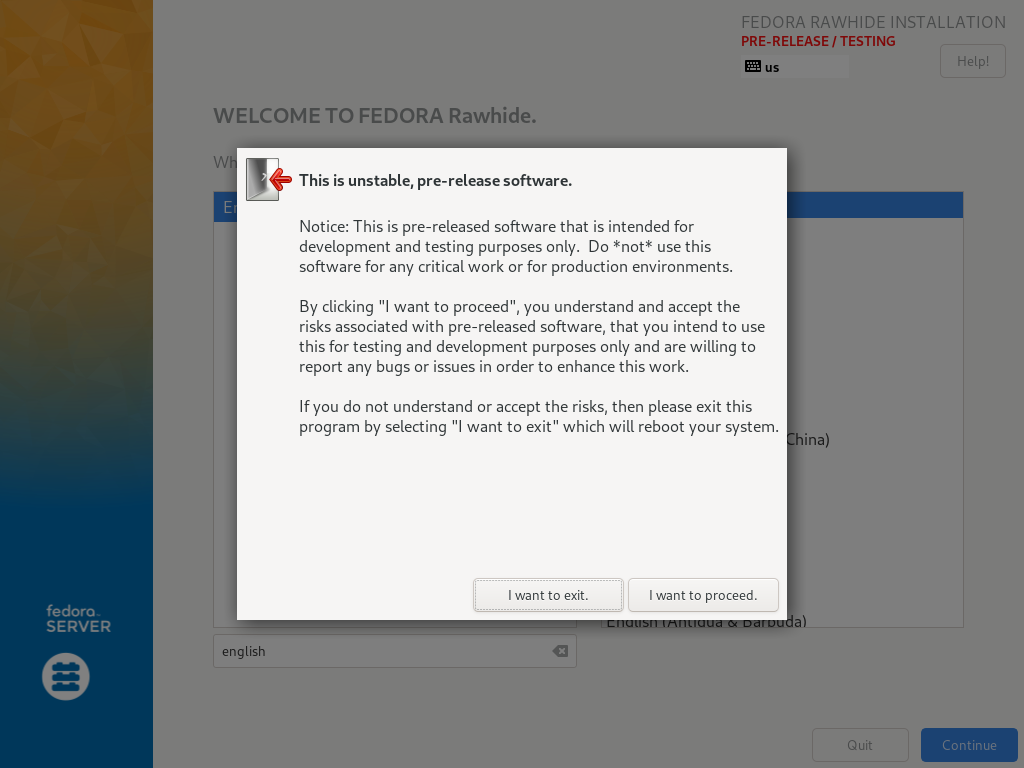 FEDORA RAWHIDE INSTALLATION
PRE-RELEASE / TESTING
us
Help!
WELCOME TO FEDORA Rawhide.
Wh
This is unstable, pre-release software.
Notice: This is pre-released software that is intended for
development and testing purposes only.  Do *not* use this
software for any critical work or for production environments.
By clicking "I want to proceed", you understand and accept the
risks associated with pre-released software, that you intend to use
this for testing and development purposes only and are willing to
report any bugs or issues in order to enhance this work.
If you do not understand or accept the risks, then please exit this
program by selecting "I want to exit" which will reboot your system.
China)
I want to exit.
I want to proceed.
English (Antigua & Barbuda)
english
fedora
SERVER
Quit
Continue